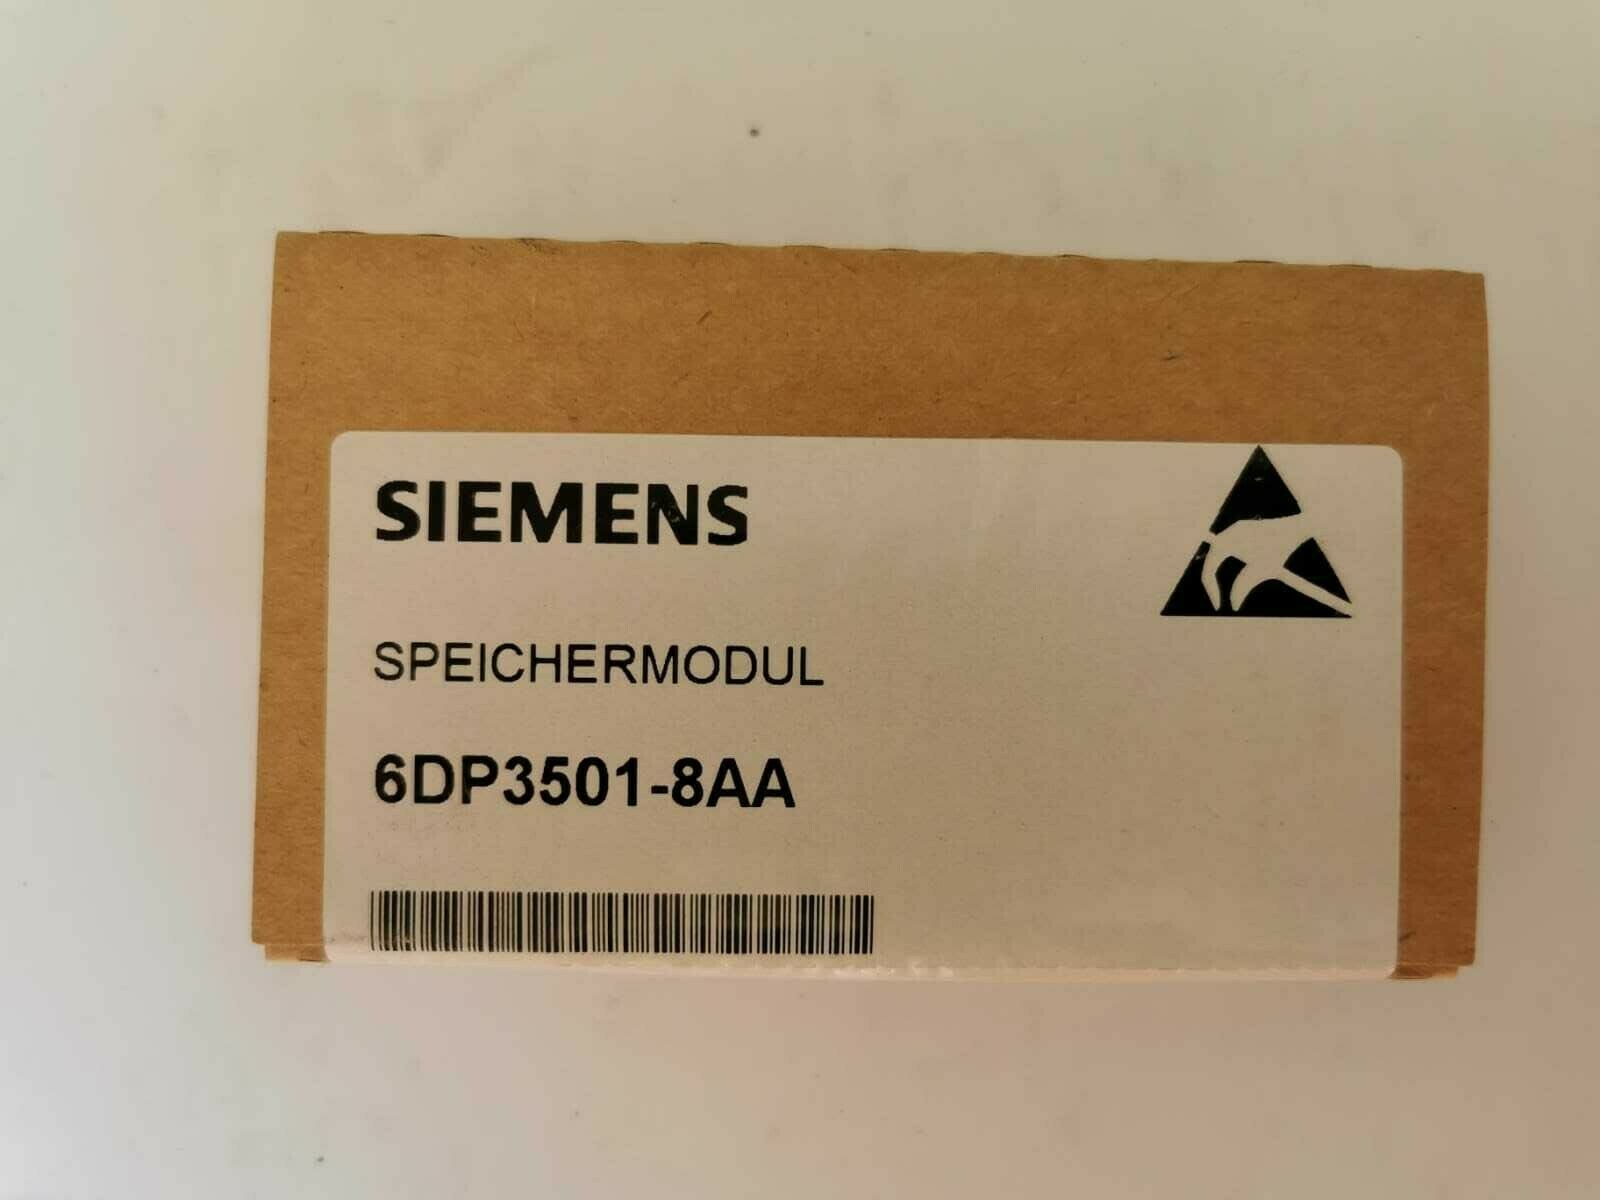 SIEMENS
SPEICHERMODUL
6DP3501-8AA